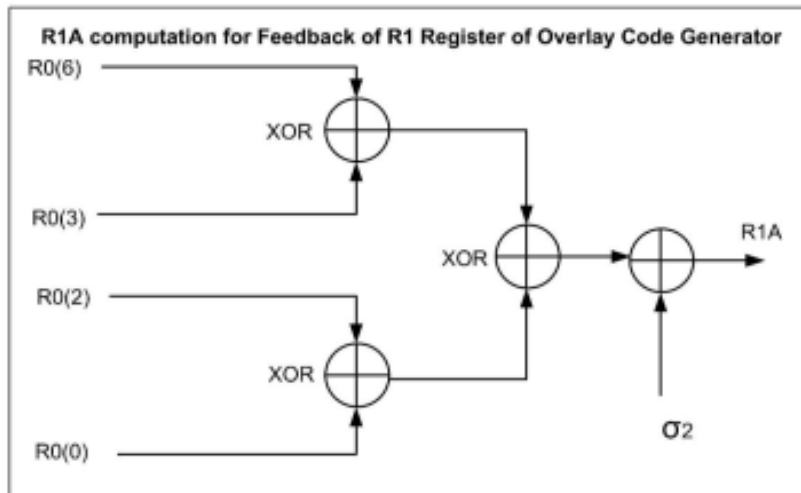 R1A computation for Feedback of R1 Register of Overlay Code Generator
R0(6)
XOR
R0(3)
R1A
XOR
R0(2)
XOR
σ2
R0(0)